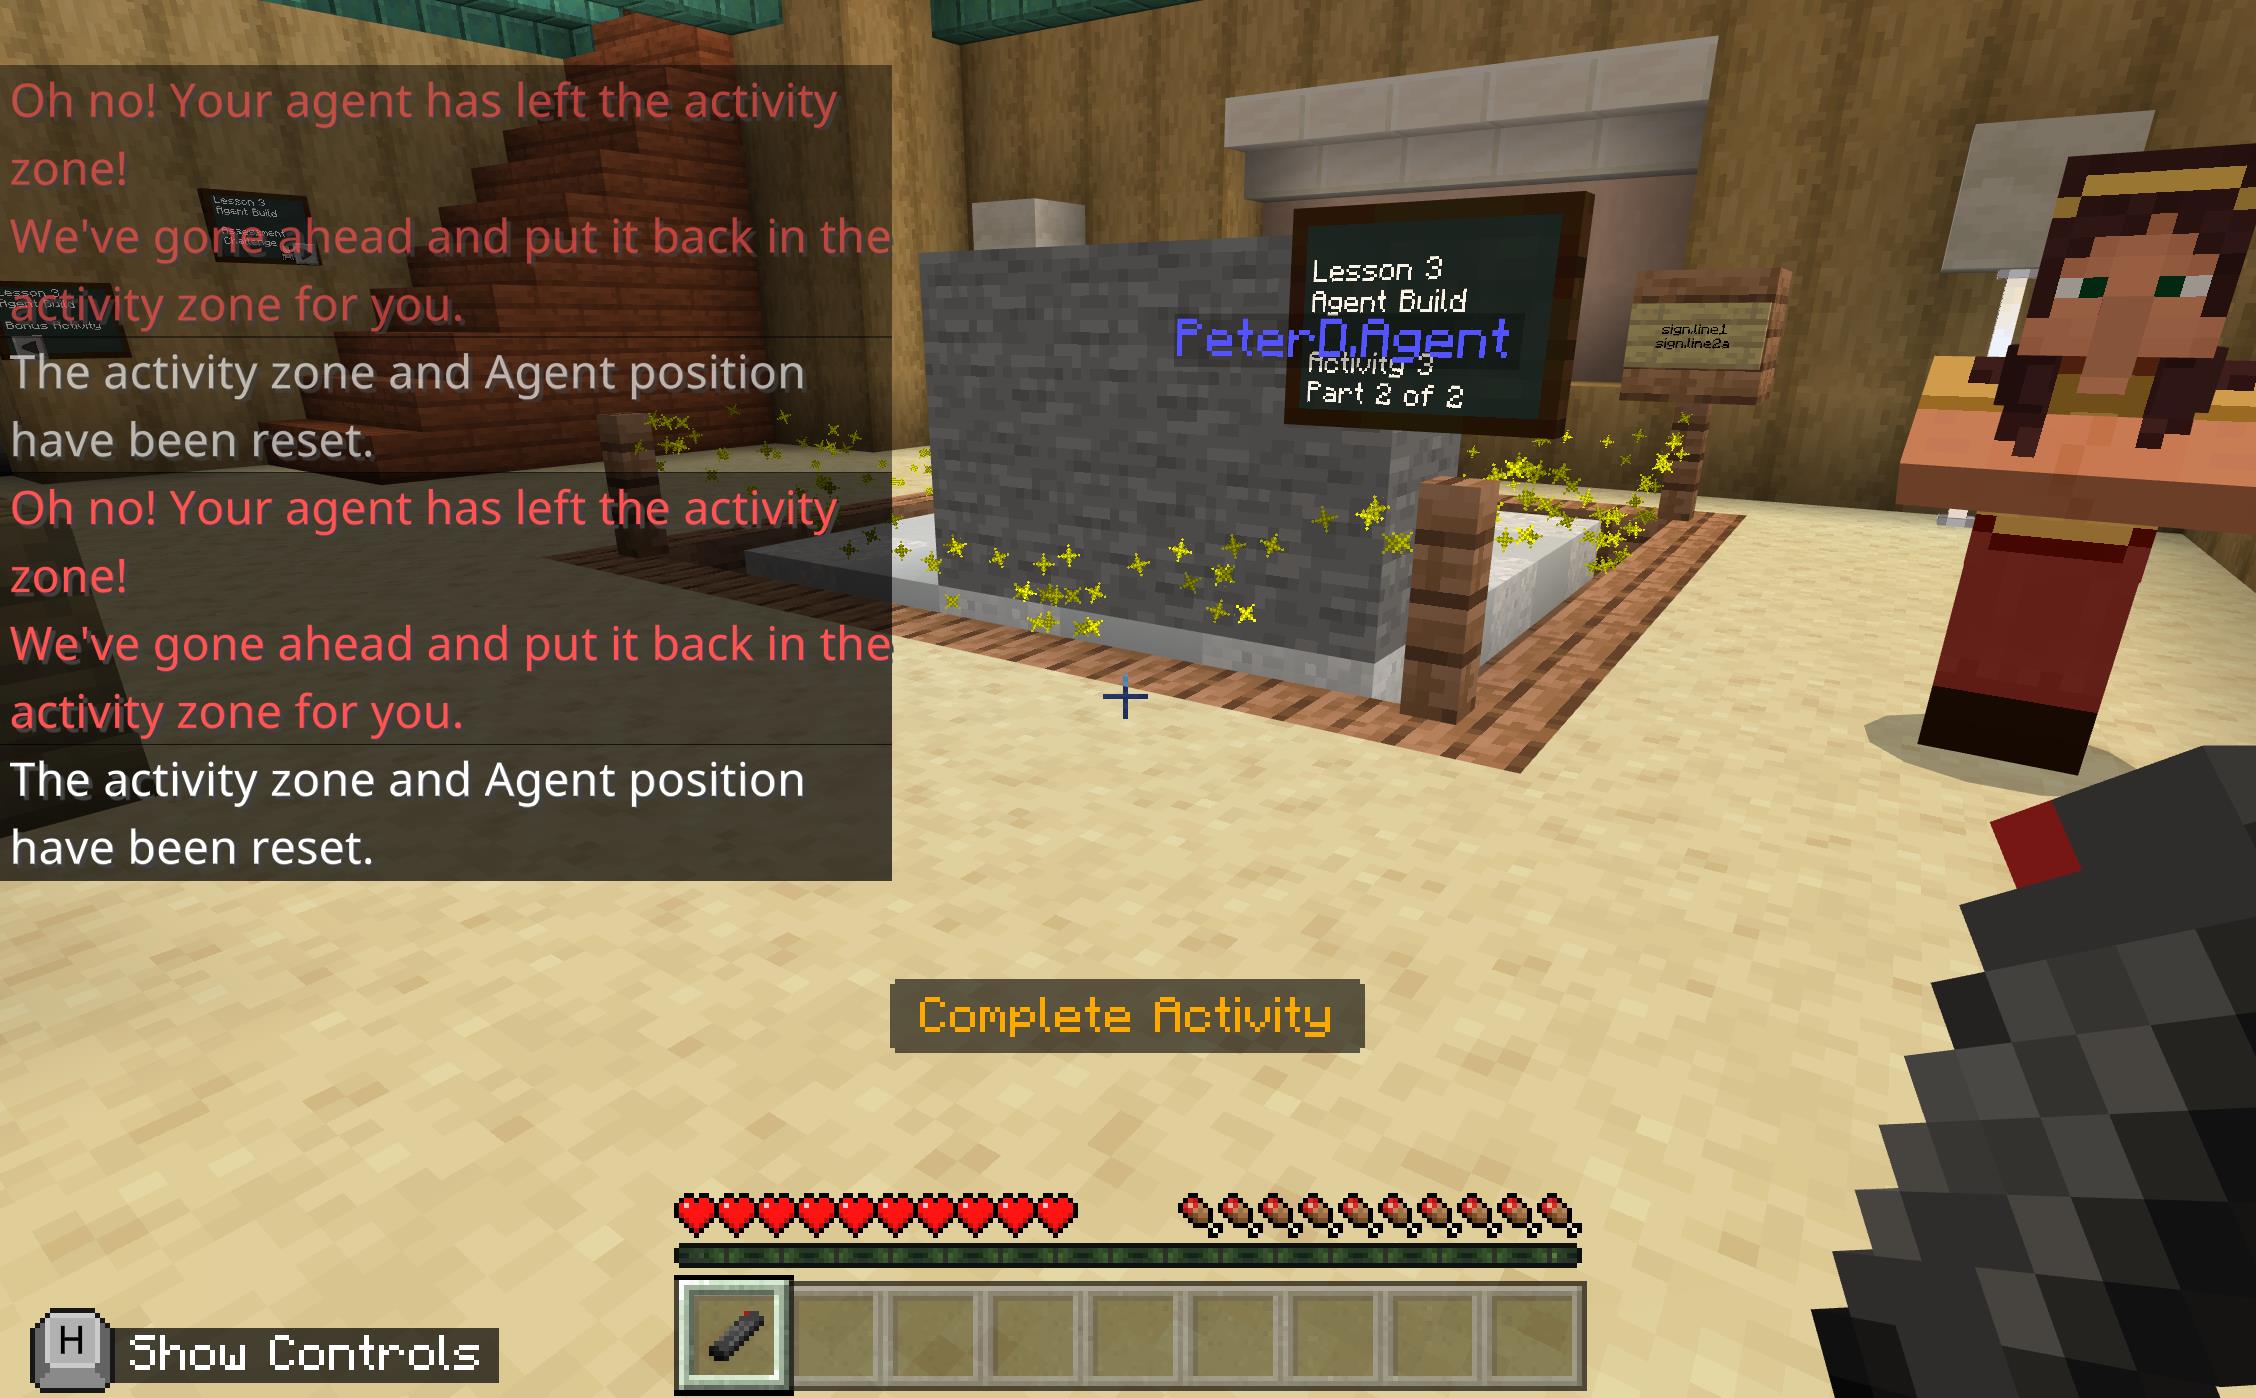 Oh no! Your agent has left the activity
zone!
We've gone ahead and put it back in the
activity zone for you.
The activity zone and Agent position
have been reset.
Oh no! Your agent has left the activity
zone!
We've gone ahead and put it back in the
activity zone for you.
The activity zone and Agent position
have been reset.
Lesson 3
Agent Build
Assessment
Challenge
Lesson 3
Agent Build
Bonus Activity
Lesson 3
Agent Build
PeterO.Agent
Activity 3
Part 2 of 2
sign.line1
sign.line2a
Complete Activity
H
Show Controls